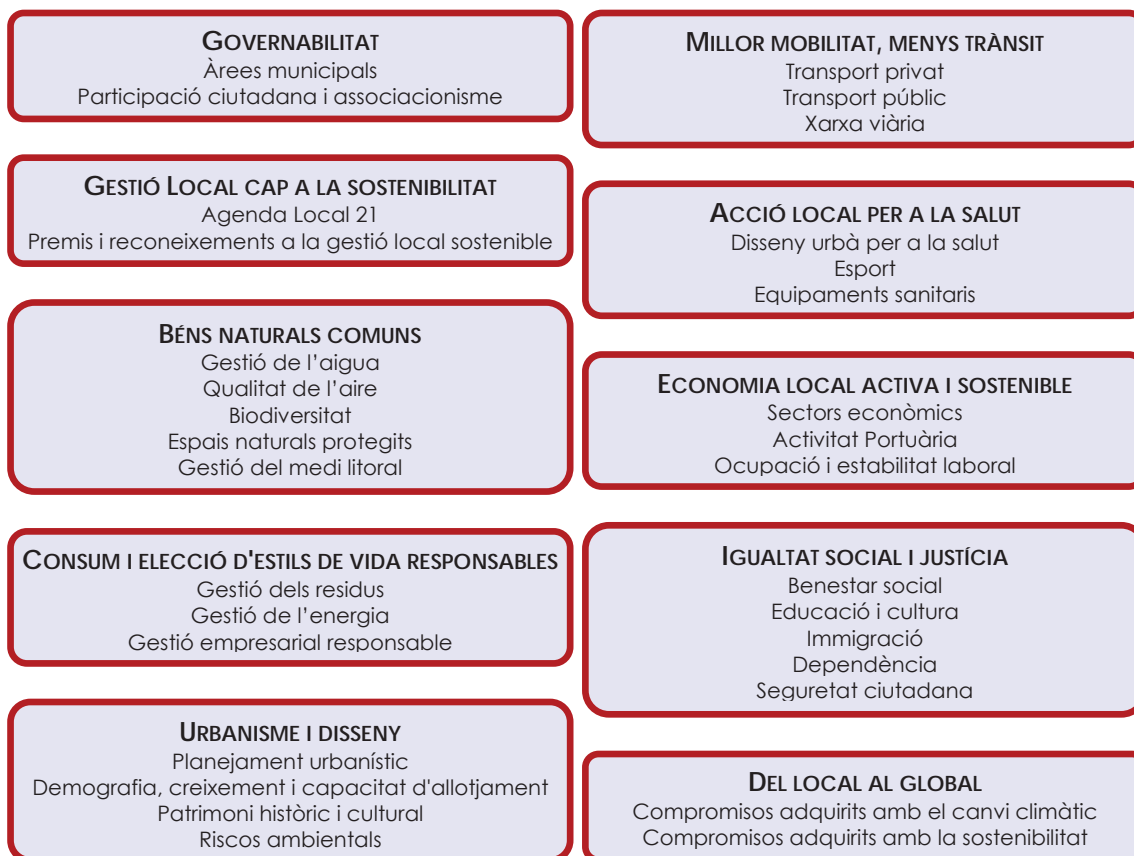 GOVERNABILITAT
Àrees municipals
Participació ciutadana i associacionisme
GESTIÓ LOCAL CAP A LA SOSTENIBILITAT
Agenda Local 21
Premis i reconeixements a la gestió local sostenible
BÉNS NATURALS COMUNS
Gestió de l'aigua
Qualitat de l'aire
Biodiversitat
Espais naturals protegits
Gestió del medi litoral
CONSUM I ELECCIÓ D'ESTILS DE VIDA RESPONSABLES
Gestió dels residus
Gestió de l'energia
Gestió empresarial responsable
URBANISME I DISSENY
Planejament urbanístic
Demografia, creixement i capacitat d'allotjament
Patrimoni històric i cultural
Riscos ambientals
MILLOR MOBILITAT, MENYS TRÀNSIT
Transport privat
Transport públic
Xarxa viària
ACCIÓ LOCAL PER A LA SALUT
Disseny urbà per a la salut
Esport
Equipaments sanitaris
ECONOMIA LOCAL ACTIVA I SOSTENIBLE
Sectors econòmics
Activitat Portuària
Ocupació i estabilitat laboral
IGUALTAT SOCIAL I JUSTÍCIA
Benestar social
Educació i cultura
Immigració
Dependència
Seguretat ciutadana
DEL LOCAL AL GLOBAL
Compromisos adquirits amb el canvi climàtic
Compromisos adquirits amb la sostenibilitat